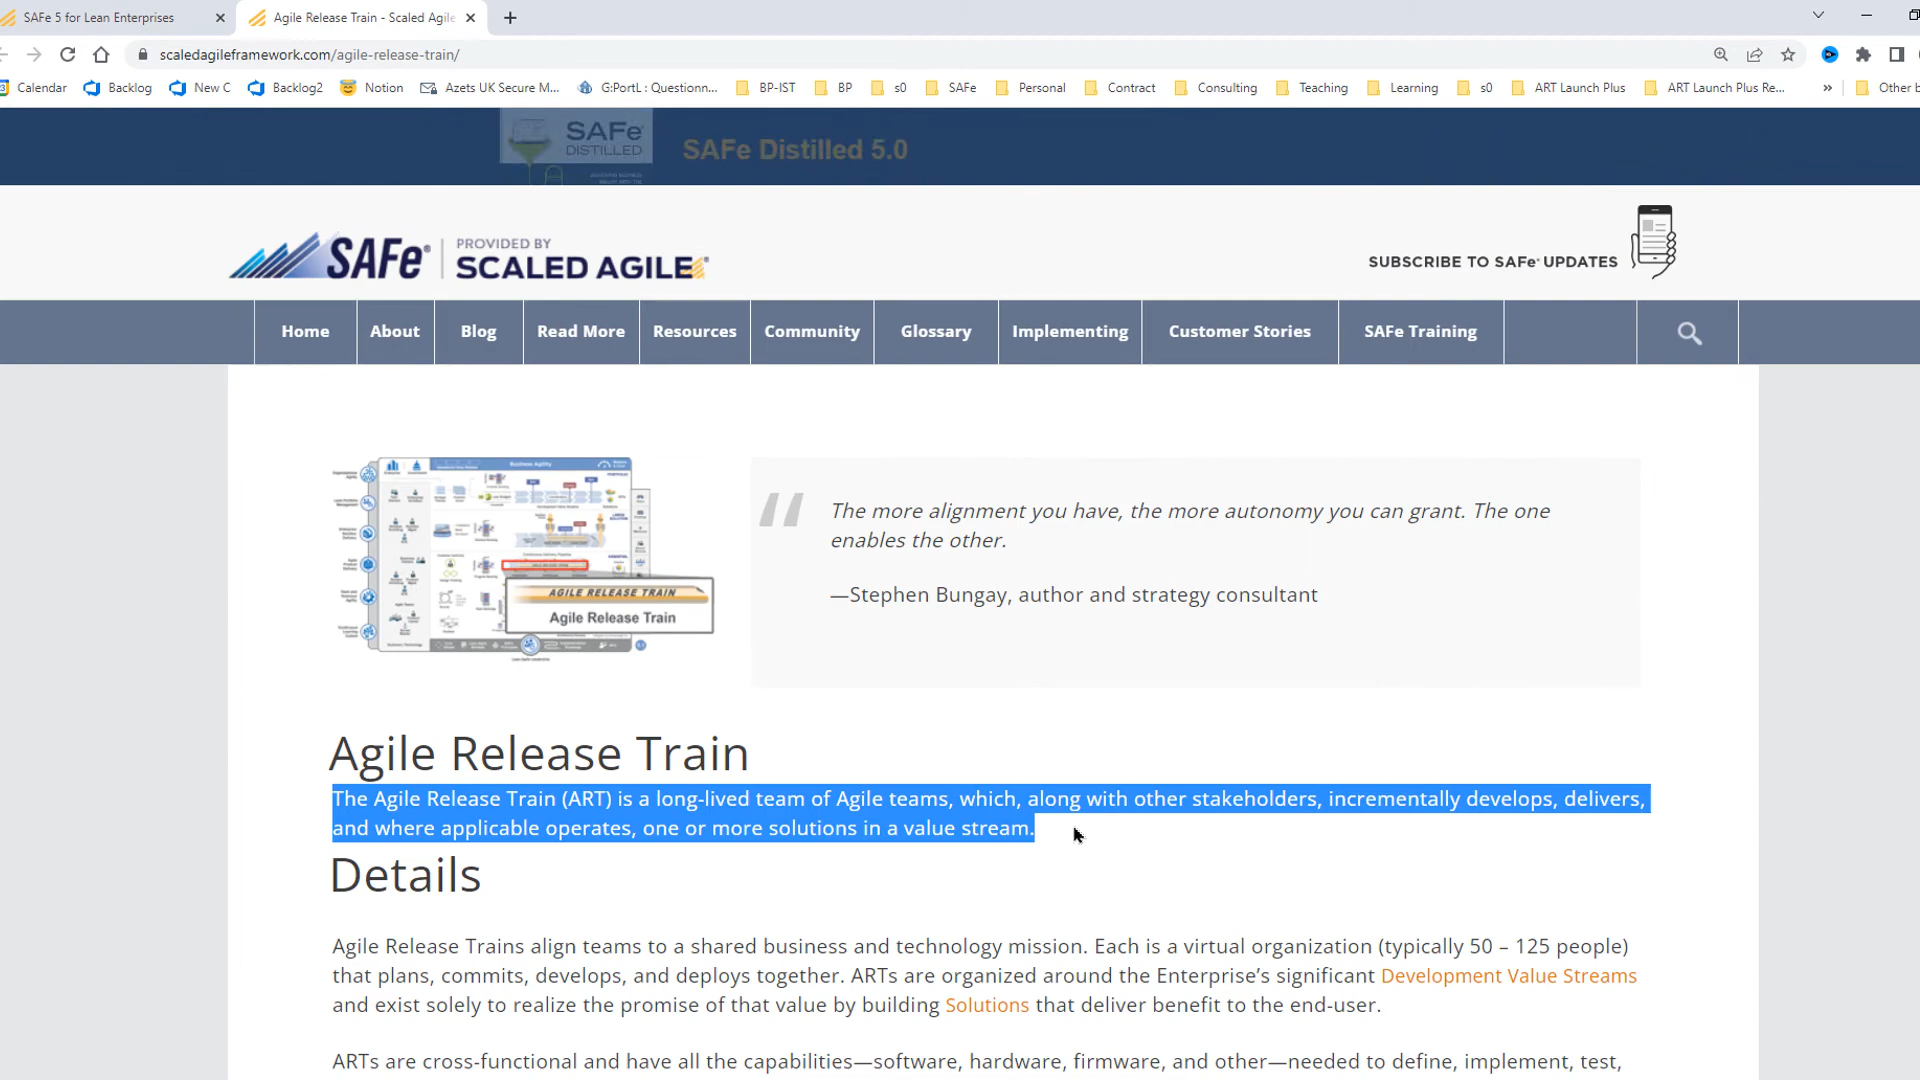 SAFe 5 for Lean Enterprises
Agile Release Train - Scaled Agile
scaledagileframework.com/agile-release-train/
Calendar Backlog New C Backlog2 Notion Azets UK Secure M... G:PortL : Questionn... BP-IST BP s0 SAFe Personal Contract Consulting Teaching Learning s0 ART Launch Plus ART Launch Plus Re... » Other b
SAFe®
DISTILLED
SAFe Distilled 5.0
SAFe®
PROVIDED BY
SCALED AGILE®
SUBSCRIBE TO SAFe® UPDATES
Home About Blog Read More Resources Community Glossary Implementing Customer Stories SAFe Training
Business Agility
AGILE RELEASE TRAIN
Agile Release Train
The more alignment you have, the more autonomy you can grant. The one
enables the other.
—Stephen Bungay, author and strategy consultant
Agile Release Train
The Agile Release Train (ART) is a long-lived team of Agile teams, which, along with other stakeholders, incrementally develops, delivers,
and where applicable operates, one or more solutions in a value stream.
Details
Agile Release Trains align teams to a shared business and technology mission. Each is a virtual organization (typically 50 – 125 people)
that plans, commits, develops, and deploys together. ARTs are organized around the Enterprise’s significant Development Value Streams
and exist solely to realize the promise of that value by building Solutions that deliver benefit to the end-user.
ARTs are cross-functional and have all the capabilities—software, hardware, firmware, and other—needed to define, implement, test,